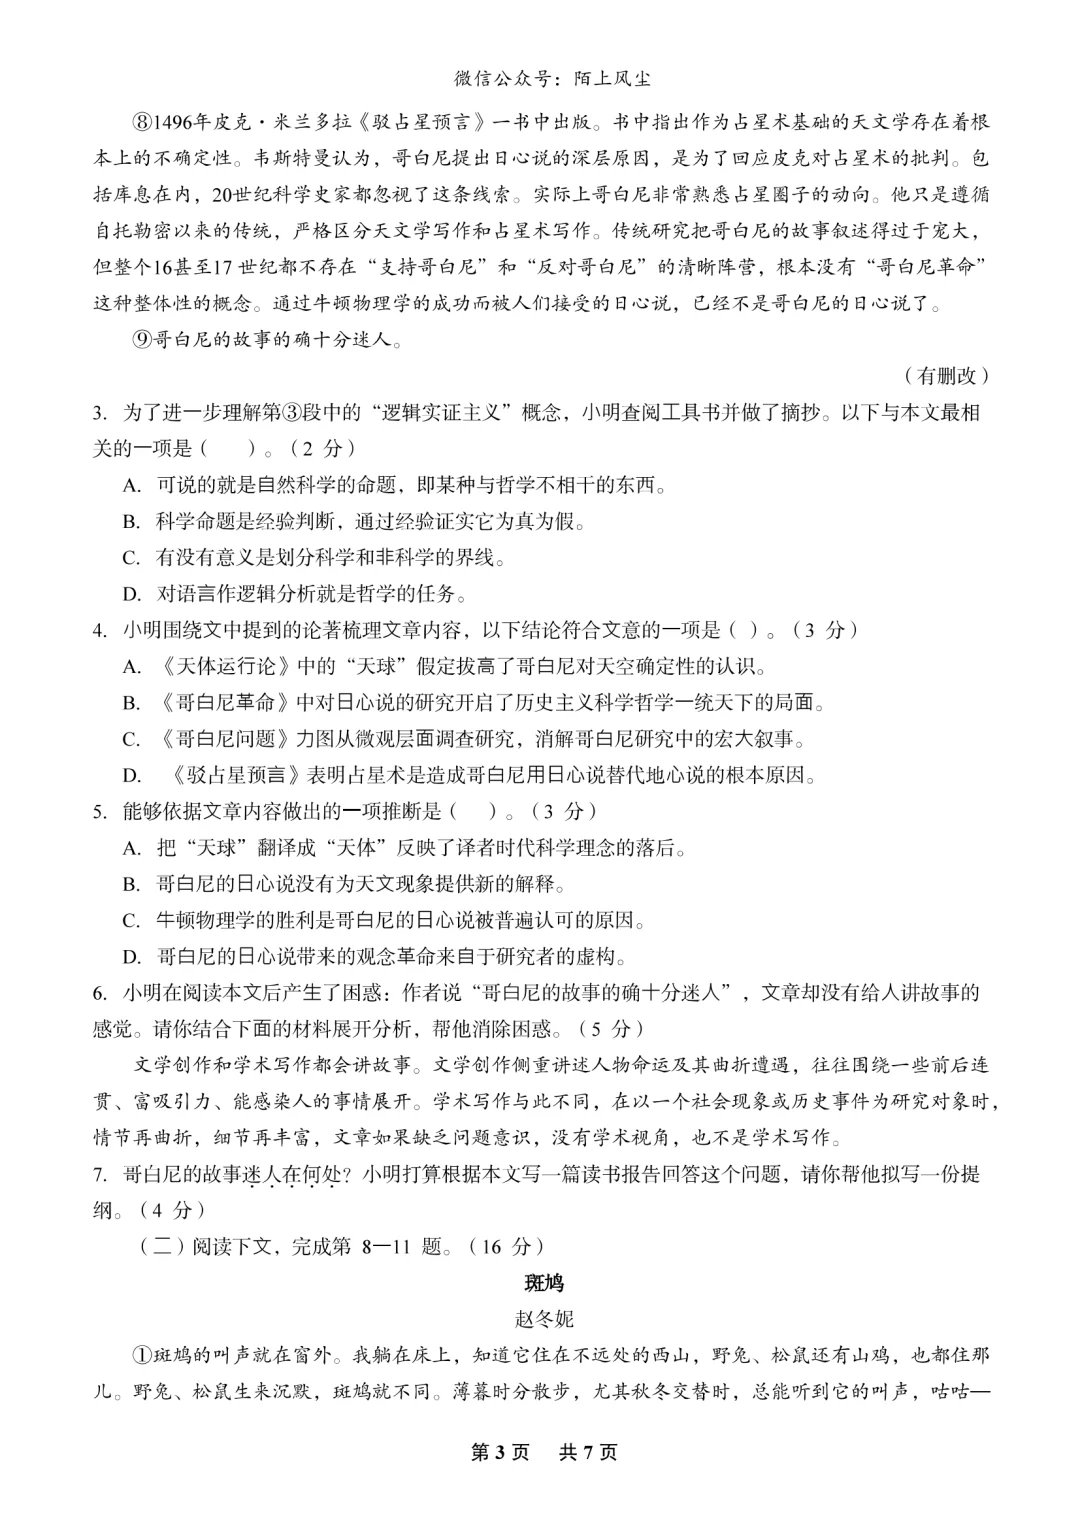 微信公众号：陌上风尘
⑧1496年皮克·米兰多拉《驳占星预言》一书中出版。书中指出作为占星术基础的天文学存在着根
本上的不确定性。韦斯特曼认为，哥白尼提出日心说的深层原因，是为了回应皮克对占星术的批判。包
括库恩在内，20世纪科学史家都忽视了这条线索。实际上哥白尼非常熟悉占星圈子的动向。他只是遵循
自托勒密以来的传统，严格区分天文学写作和占星术写作。传统研究把哥白尼的故事叙述得过于宠大，
但整个16甚至17 世纪都不存在“支持哥白尼”和“反对哥白尼”的清晰阵营，根本没有“哥白尼革命”
这种整体性的概念。通过牛顿物理学的成功而被人们接受的日心说，已经不是哥白尼的日心说了。
⑨哥白尼的故事的确十分迷人。
（有删改）
3. 为了进一步理解第③段中的“逻辑实证主义”概念，小明查阅工具书并做了摘抄。以下与本文最相
关的一项是（　　）。（2 分）
A. 可说的就是自然科学的命题，即某种与哲学不相干的东西。
B. 科学命题是经验判断，通过经验证实它为真为假。
C. 有没有意义是划分科学和非科学的界线。
D. 对语言作逻辑分析就是哲学的任务。
4. 小明围绕文中提到的论著梳理文章内容，以下结论符合文意的一项是（ ）。（3 分）
A. 《天体运行论》中的“天球”假定拔高了哥白尼对天空确定性的认识。
B. 《哥白尼革命》中对日心说的研究开启了历史主义科学哲学一统天下的局面。
C. 《哥白尼问题》力图从微观层面调查研究，消解哥白尼研究中的宏大叙事。
D. 《驳占星预言》表明占星术是造成哥白尼用日心说替代地心说的根本原因。
5. 能够依据文章内容做出的一项推断是（　　）。（3 分）
A. 把“天球”翻译成“天体”反映了译者时代科学理念的落后。
B. 哥白尼的日心说没有为天文现象提供新的解释。
C. 牛顿物理学的胜利是哥白尼的日心说被普遍认可的原因。
D. 哥白尼的日心说带来的观念革命来自于研究者的虚构。
6. 小明在阅读本文后产生了困惑：作者说“哥白尼的故事的确十分迷人”，文章却没有给人讲故事的
感觉。请你结合下面的材料展开分析，帮他消除困惑。（5 分）
文学创作和学术写作都会讲故事。文学创作侧重讲述人物命运及其曲折遭遇，往往围绕一些前后连
贯、富吸引力、能感染人的事情展开。学术写作与此不同，在以一个社会现象或历史事件为研究对象时，
情节再曲折，细节再丰富，文章如果缺乏问题意识，没有学术视角，也不是学术写作。
7. 哥白尼的故事迷人在何处？小明打算根据本文写一篇读书报告回答这个问题，请你帮他拟写一份提
纲。（4 分）
（二）阅读下文，完成第 8—11 题。（16 分）
斑鸠
赵冬妮
①斑鸠的叫声就在窗外。我躺在床上，知道它住在不远处的西山，野兔、松鼠还有山鸡，也都住那
儿。野兔、松鼠生来沉默，斑鸠就不同。薄暮时分散步，尤其秋冬交替时，总能听到它的叫声，咕咕—
第 3 页 共 7 页